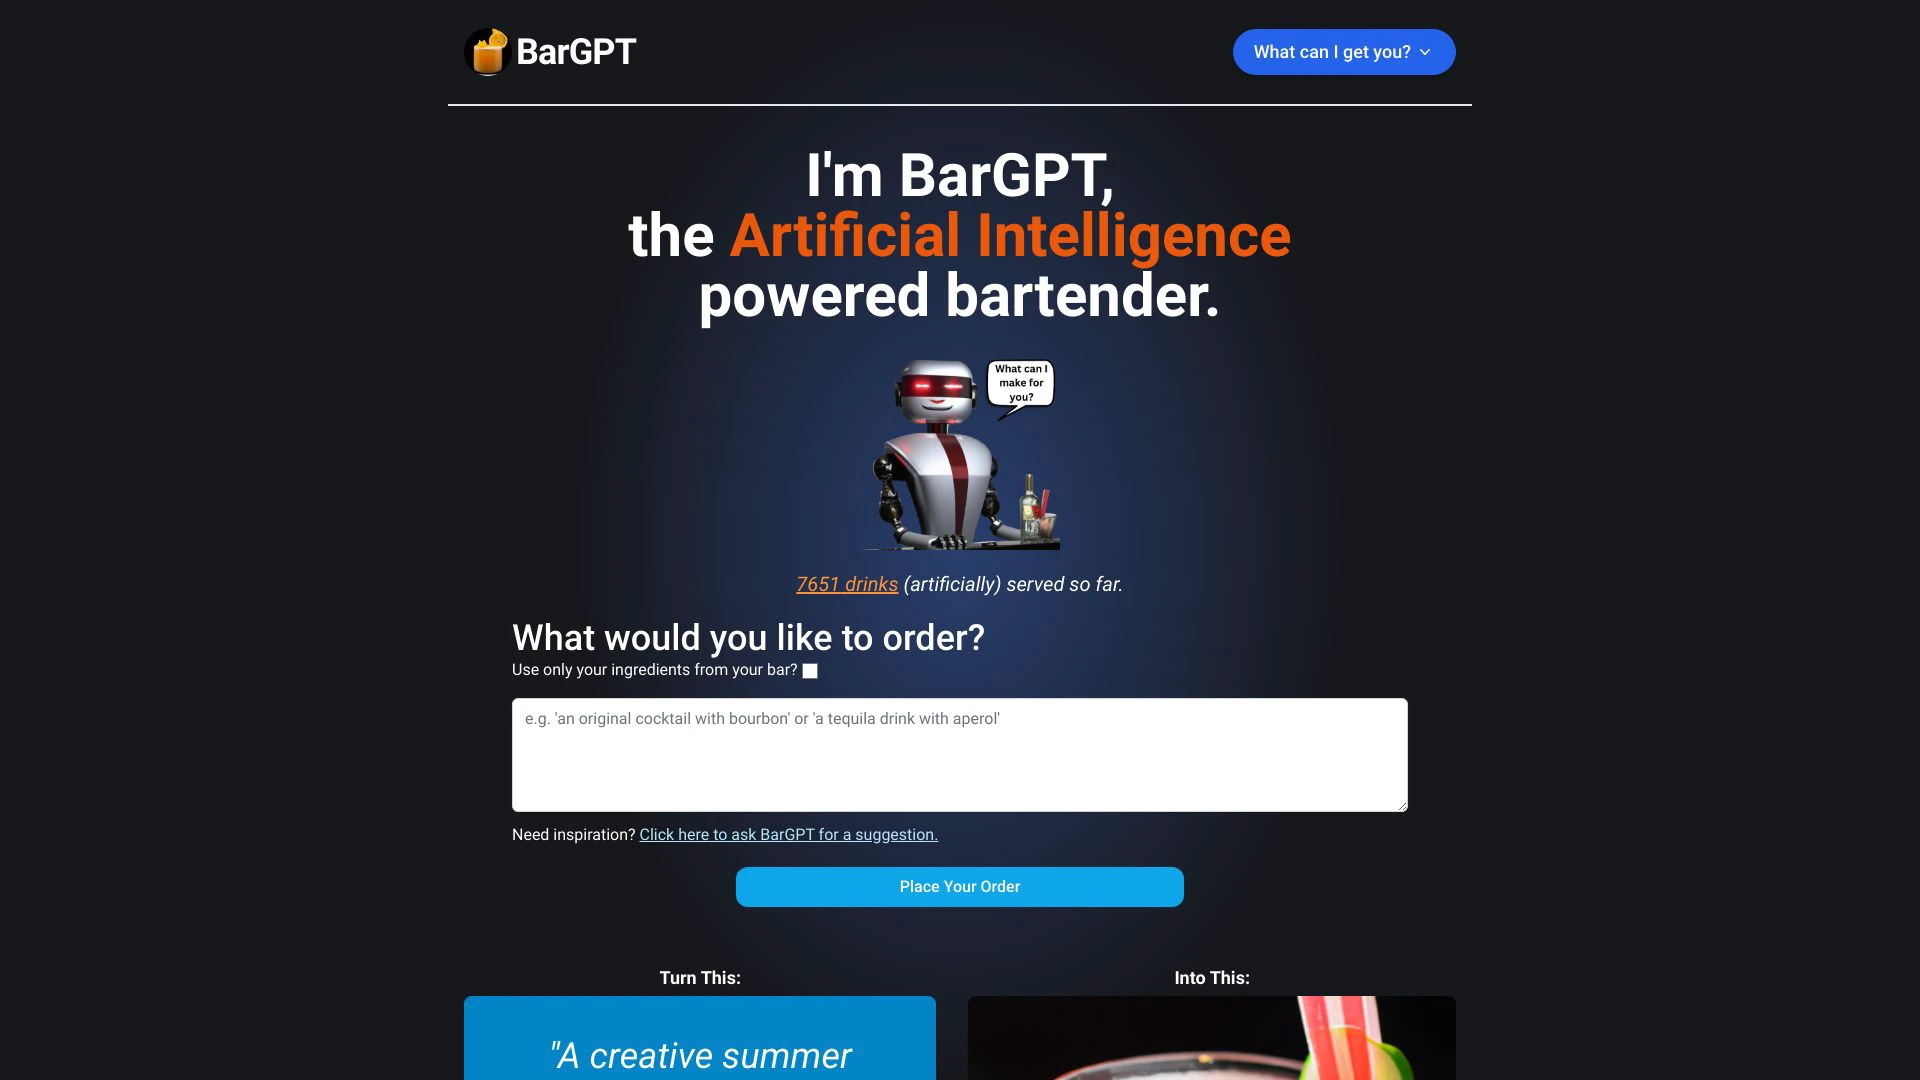 BarGPT
What can I get you?
I'm BarGPT,
the Artificial Intelligence
powered bartender.
What can I
make for
you?
7651 drinks (artificially) served so far.
What would you like to order?
Use only your ingredients from your bar?
e.g. 'an original cocktail with bourbon' or 'a tequila drink with aperol'
Need inspiration? Click here to ask BarGPT for a suggestion.
Place Your Order
Turn This:
"A creative summer
Into This: